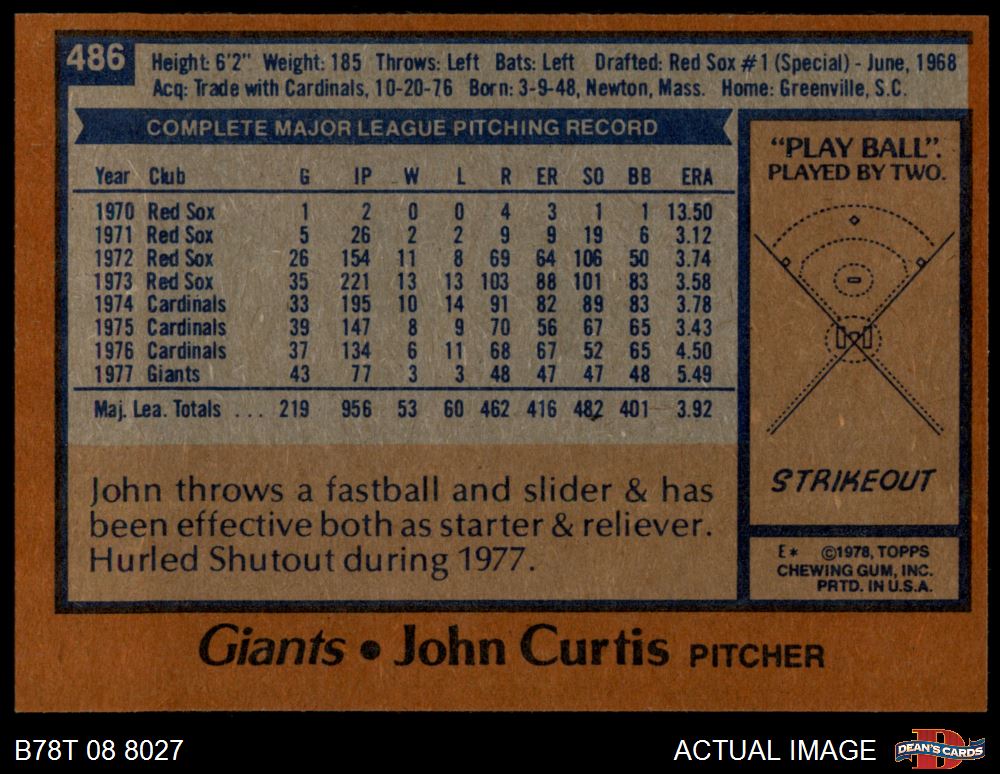 486
Height: 6'2" Weight: 185 Throws: Left Bats: Left Drafted: Red Sox #1 (Special) - June, 1968
Acq: Trade with Cardinals, 10-20-76 Born: 3-9-48, Newton, Mass. Home: Greenville, S.C.
COMPLETE MAJOR LEAGUE PITCHING RECORD
Year Club G IP W L R ER SO BB ERA
1970 Red Sox 1 2 0 0 4 3 1 1 13.50
1971 Red Sox 5 26 2 2 9 9 19 6 3.12
1972 Red Sox 26 154 11 8 69 64 106 50 3.74
1973 Red Sox 35 221 13 13 103 88 101 83 3.58
1974 Cardinals 33 195 10 14 91 82 89 83 3.78
1975 Cardinals 39 147 8 9 70 56 67 65 3.43
1976 Cardinals 37 134 6 11 68 67 52 65 4.50
1977 Giants 43 77 3 3 48 47 47 48 5.49
Maj. Lea. Totals ... 219 956 53 60 462 416 482 401 3.92
John throws a fastball and slider & has
been effective both as starter & reliever.
Hurled Shutout during 1977.
"PLAY BALL".
PLAYED BY TWO.
STRIKEOUT
E* ©1978, TOPPS
CHEWING GUM, INC.
PRTD. IN U.S.A.
Giants • John Curtis PITCHER
B78T 08 8027
ACTUAL IMAGE
DEAN'S CARDS